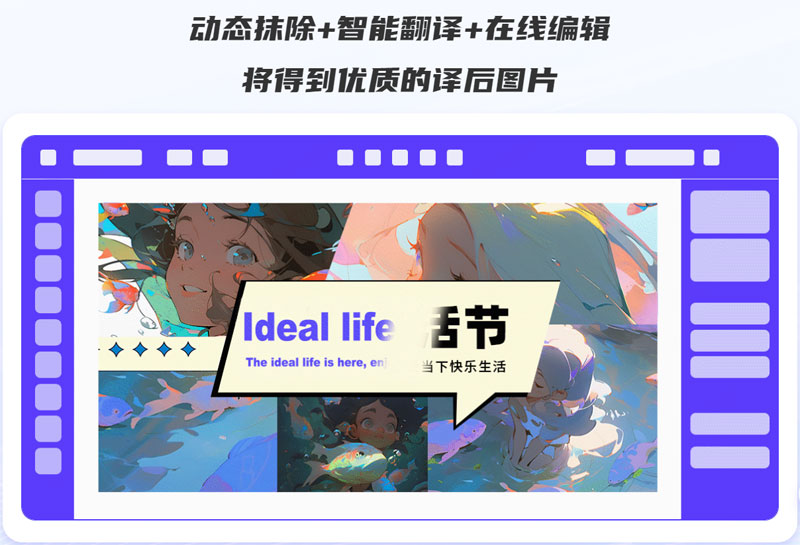 动态抹除+智能翻译+在线编辑
将得到优质的译后图片
Ideal life 活节
The ideal life is here, en 当下快乐生活